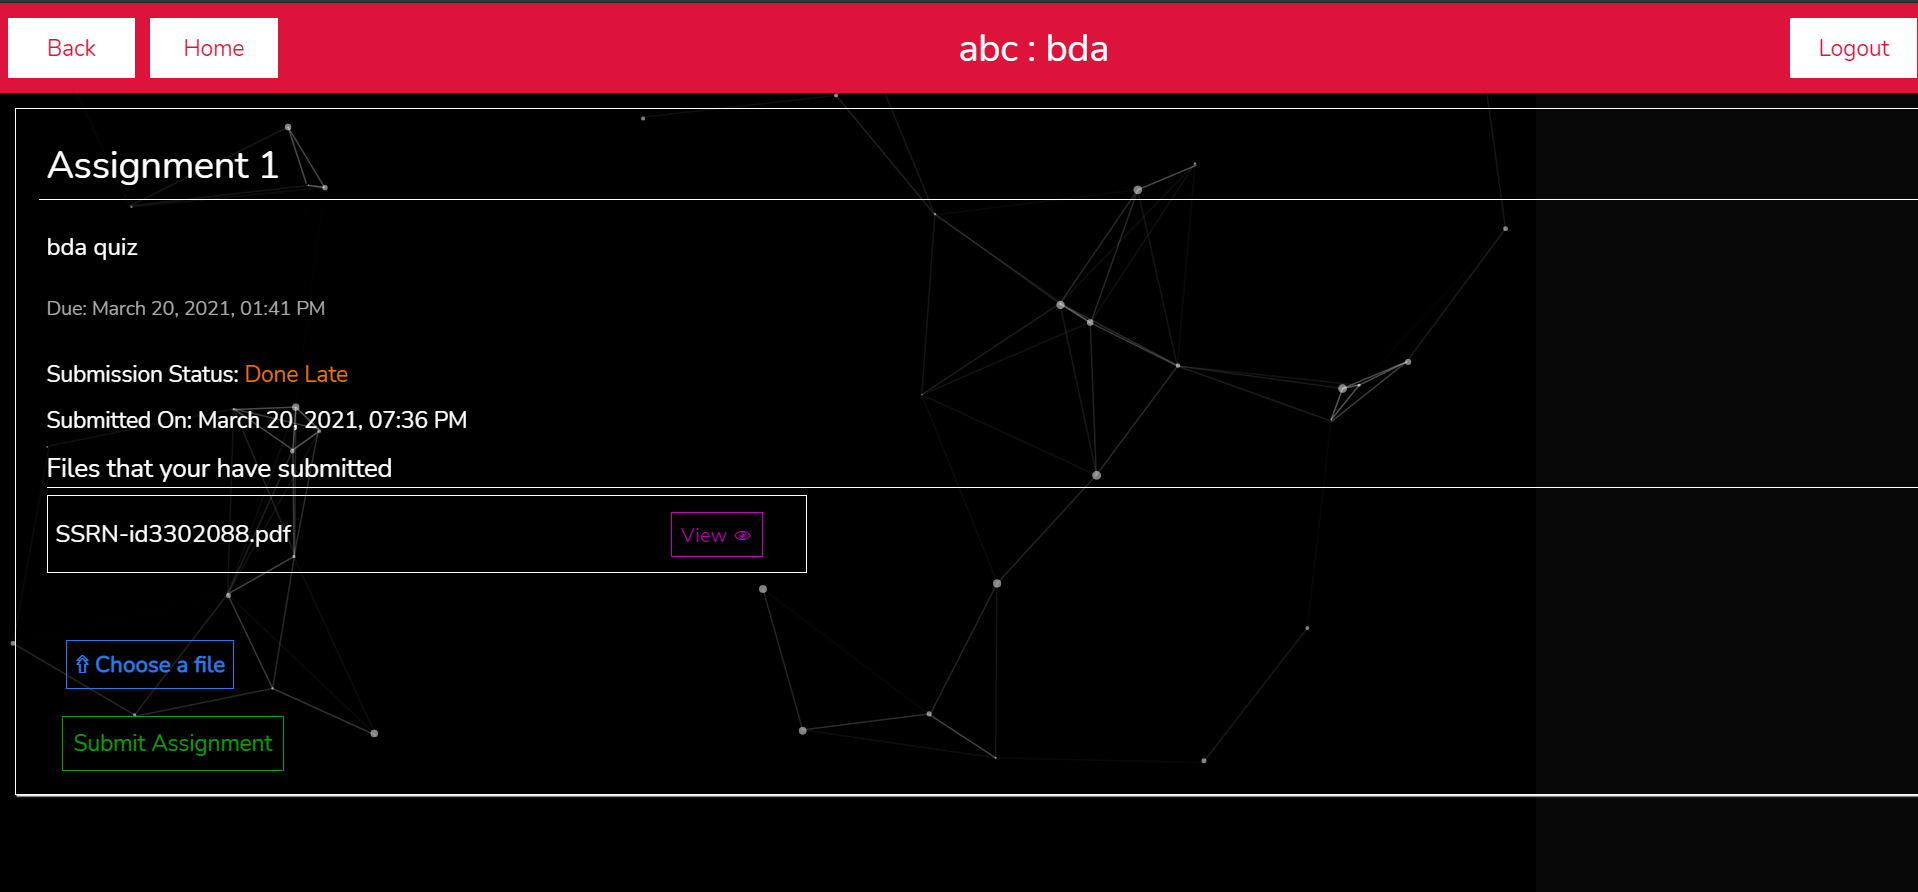 Back Home abc : bda Logout
Assignment 1
bda quiz
Due: March 20, 2021, 01:41 PM
Submission Status: Done Late
Submitted On: March 20, 2021, 07:36 PM
Files that your have submitted
SSRN-id3302088.pdf View
Choose a file
Submit Assignment